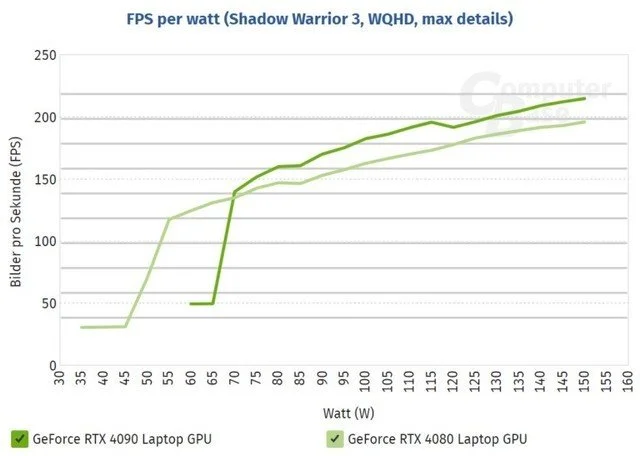 FPS per watt (Shadow Warrior 3, WQHD, max details)
Computer
Base
Bilder pro Sekunde (FPS)
250
200
150
100
50
0
30 35 40 45 50 55 60 65 70 75 80 85 90 95 100 105 110 115 120 125 130 135 140 145 150 155 160
Watt (W)
GeForce RTX 4090 Laptop GPU
GeForce RTX 4080 Laptop GPU